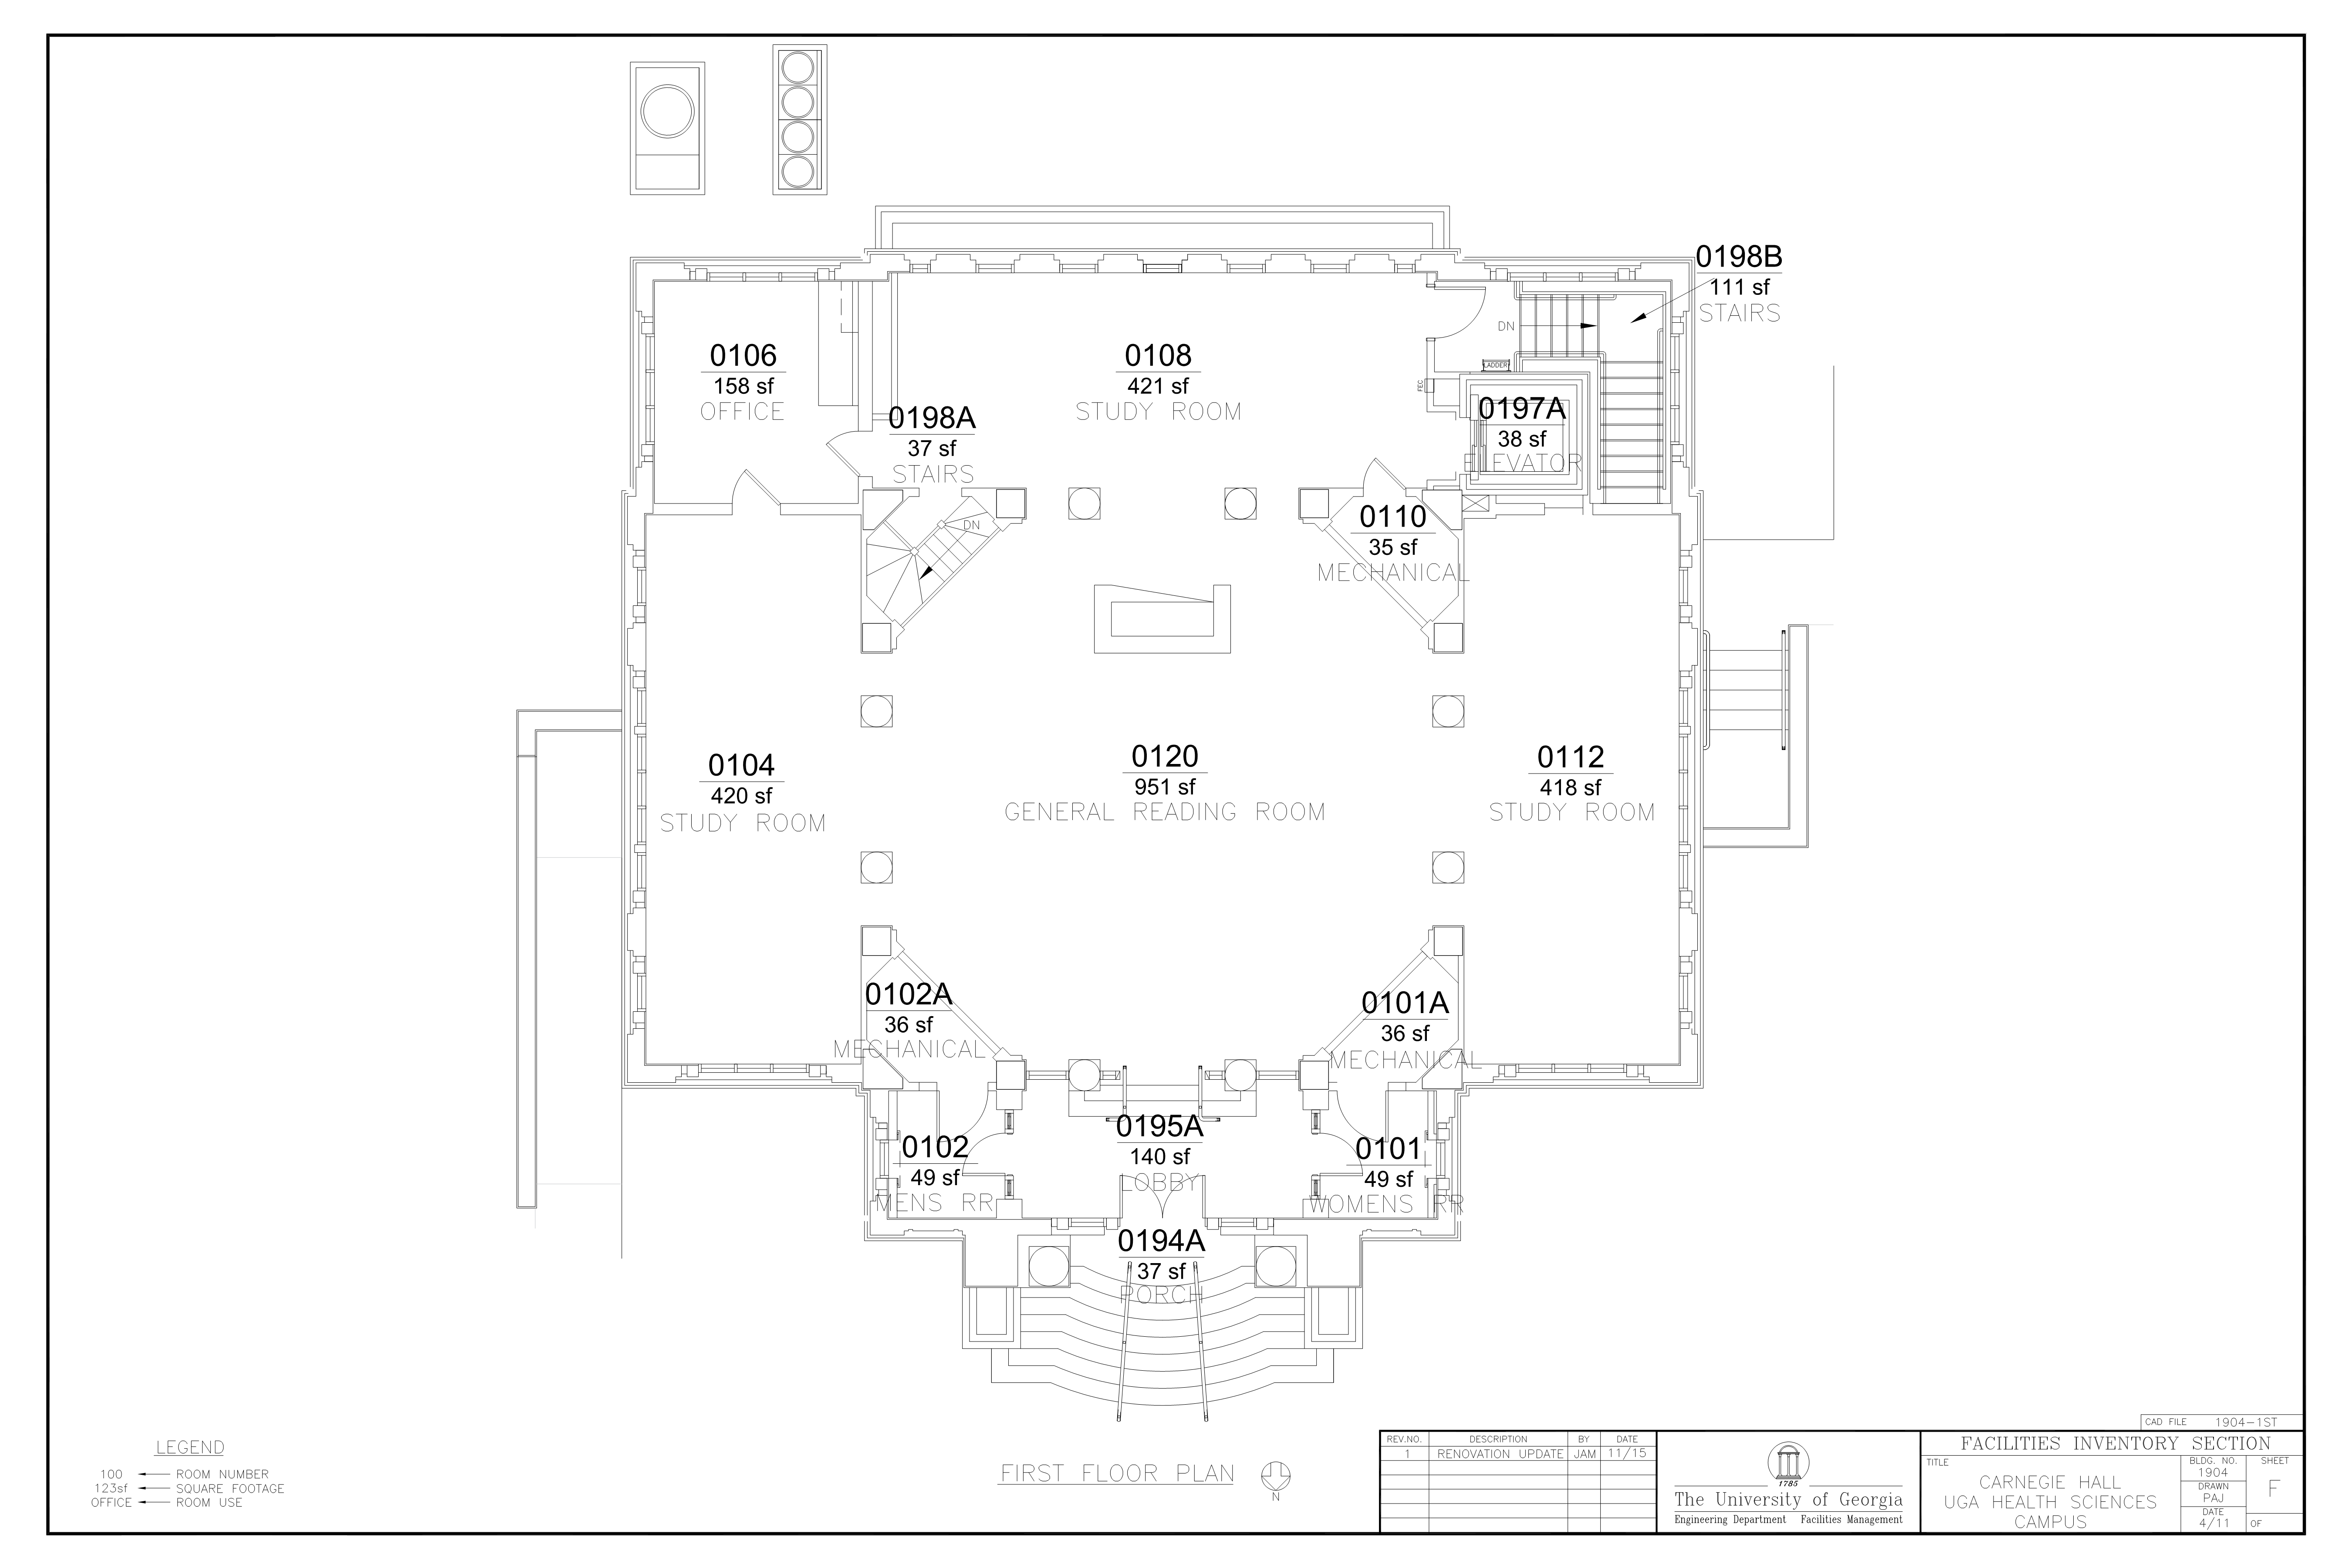 0198B
111 sf
STAIRS
DN
0106
158 sf
OFFICE
0108
421 sf
STUDY ROOM
LADDER
FEC
0198A
37 sf
STAIRS
0197A
38 sf
ELEVATOR
DN
0110
35 sf
MECHANICAL
0104
420 sf
STUDY ROOM
0120
951 sf
GENERAL READING ROOM
0112
418 sf
STUDY ROOM
0102A
36 sf
MECHANICAL
0101A
36 sf
MECHANICAL
0102
49 sf
MENS RR
0195A
140 sf
LOBBY
0101
49 sf
WOMENS RR
0194A
37 sf
PORCH
LEGEND
100 ROOM NUMBER
123sf SQUARE FOOTAGE
OFFICE ROOM USE
FIRST FLOOR PLAN
N
CAD FILE 1904-1ST
REV.NO. DESCRIPTION BY DATE
1 RENOVATION UPDATE JAM 11/15
1785
The University of Georgia
Engineering Department Facilities Management
FACILITIES INVENTORY SECTION
TITLE
CARNEGIE HALL
UGA HEALTH SCIENCES
CAMPUS
BLDG. NO.
1904
DRAWN
PAJ
DATE
4/11
SHEET
F
OF